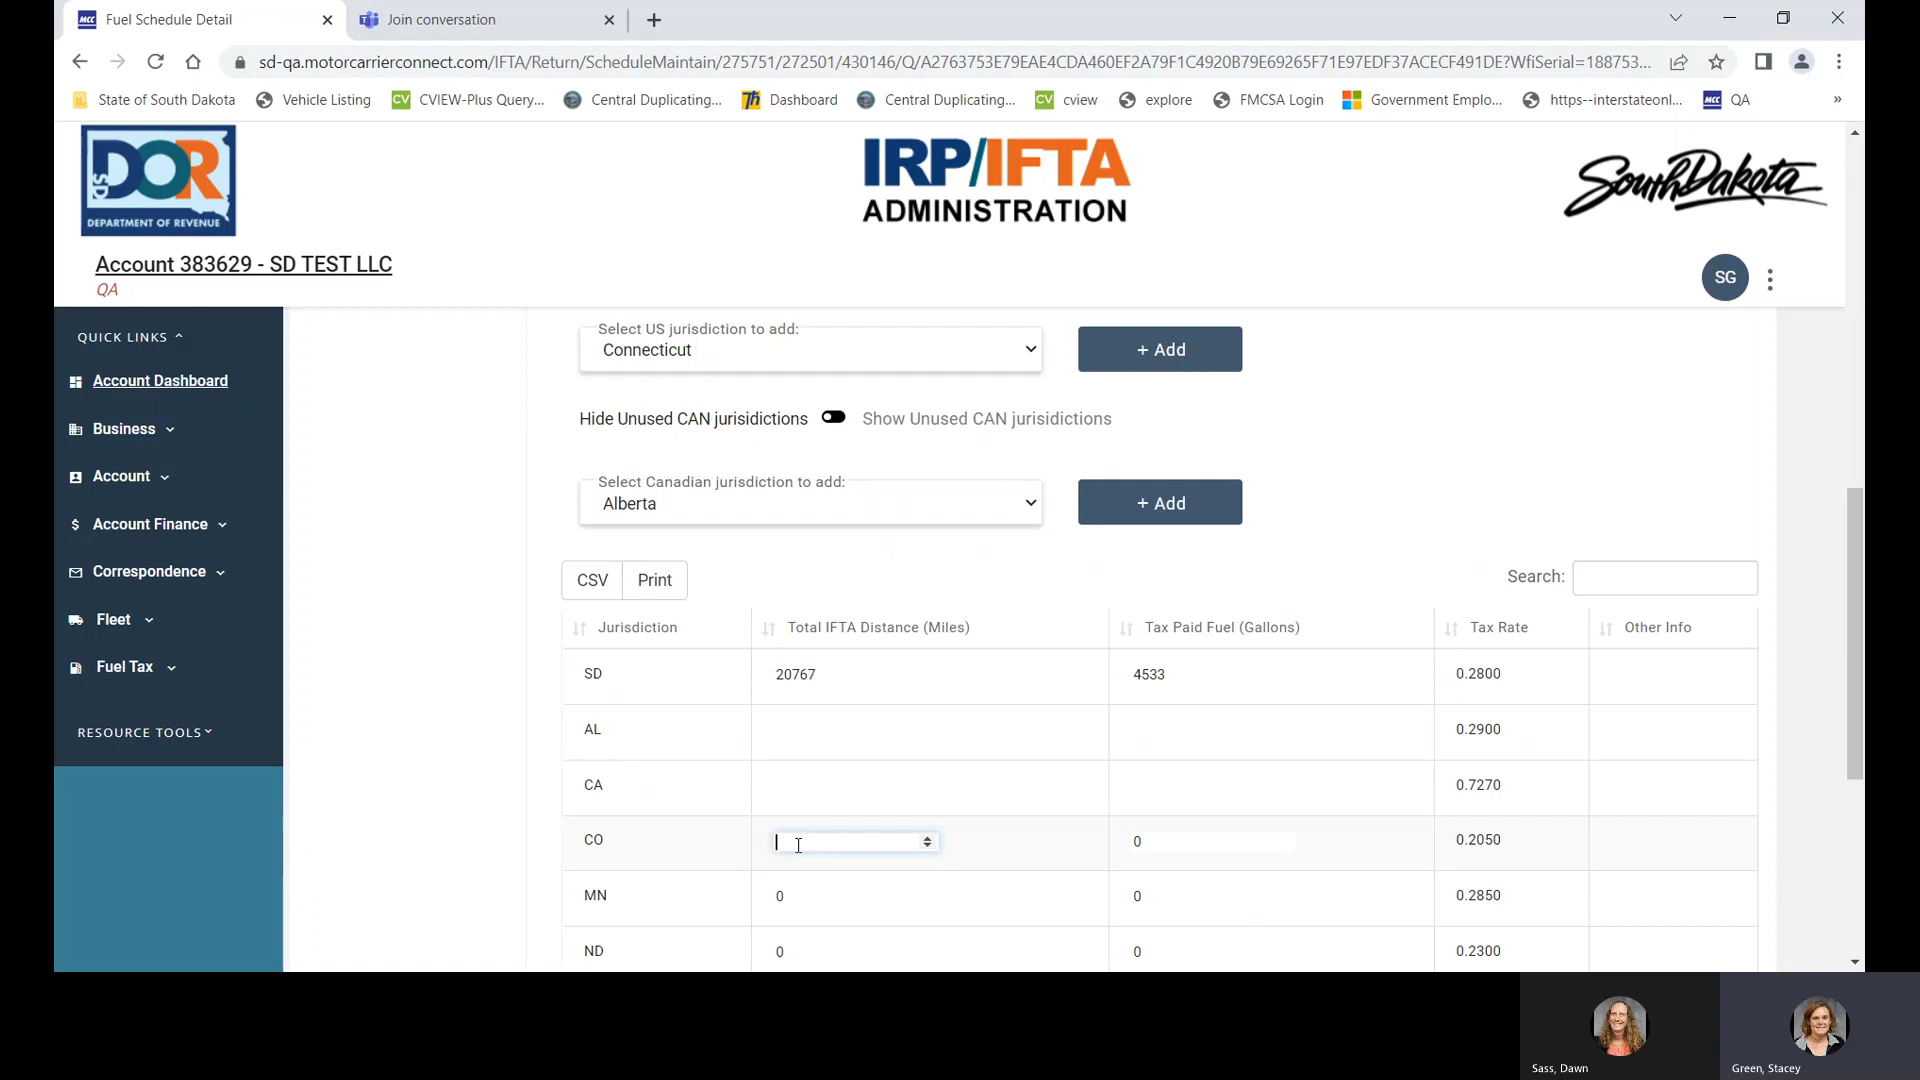 Fuel Schedule Detail
Join conversation
sd-qa.motorcarrierconnect.com/IFTA/Return/ScheduleMaintain/275751/272501/430146/Q/A2763753E79EAE4CDA460EF2A79F1C4920B79E69265F71E97EDF37ACECF491DE?WfiSerial=188753...
State of South Dakota
Vehicle Listing
CV CVIEW-Plus Query...
Central Duplicating...
Th Dashboard
Central Duplicating...
CV cview
explore
FMCSA Login
Government Emplo...
https--interstateonl...
MCC QA
»
SD DOR
DEPARTMENT OF REVENUE
IRP/IFTA
ADMINISTRATION
South Dakota
Account 383629 - SD TEST LLC
QA
SG
QUICK LINKS
Account Dashboard
Business
Account
Account Finance
Correspondence
Fleet
Fuel Tax
RESOURCE TOOLS
Select US jurisdiction to add:
Connecticut
+ Add
Hide Unused CAN jurisidictions
Show Unused CAN jurisidictions
Select Canadian jurisdiction to add:
Alberta
+ Add
CSV
Print
Search:
Jurisdiction
Total IFTA Distance (Miles)
Tax Paid Fuel (Gallons)
Tax Rate
Other Info
SD 20767 4533 0.2800
AL 0.2900
CA 0.7270
CO 0 0.2050
MN 0 0 0.2850
ND 0 0 0.2300
Sass, Dawn
Green, Stacey